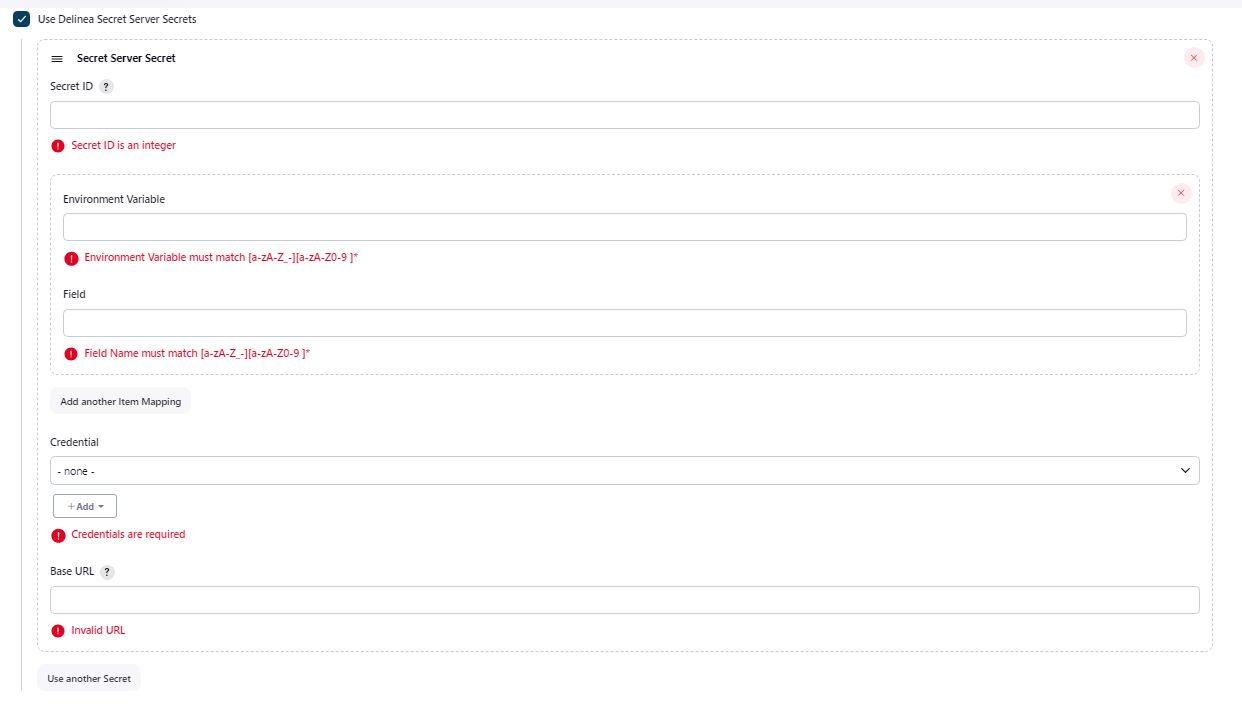 Use Delinea Secret Server Secrets
Secret Server Secret
Secret ID ?
Secret ID is an integer
Environment Variable
Environment Variable must match [a-zA-Z_-][a-zA-Z0-9 ]*
Field
Field Name must match [a-zA-Z_-][a-zA-Z0-9 ]*
Add another Item Mapping
Credential
- none -
+ Add
Credentials are required
Base URL ?
Invalid URL
Use another Secret